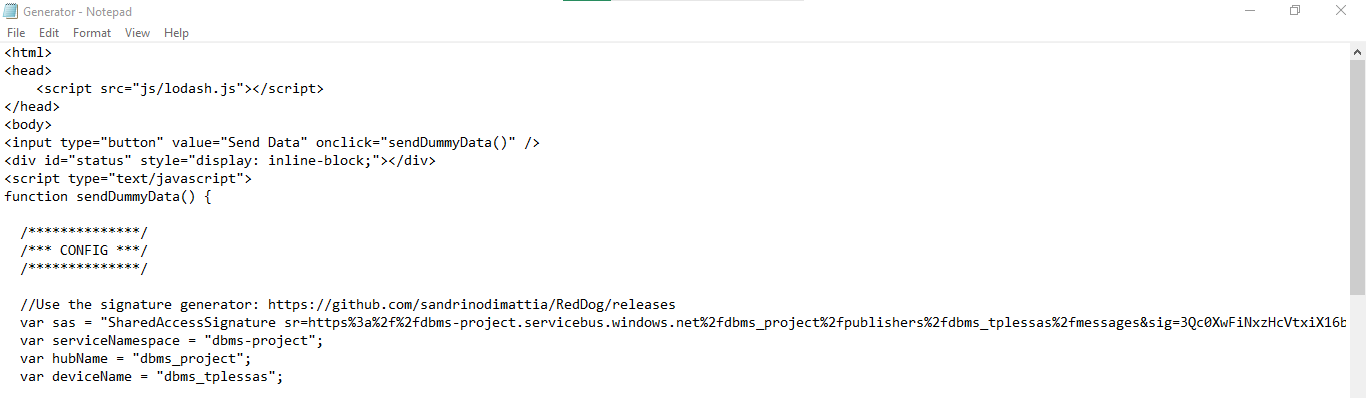 Generator - Notepad
File Edit Format View Help
<html>
<head>
    <script src="js/lodash.js"></script>
</head>
<body>
<input type="button" value="Send Data" onclick="sendDummyData()" />
<div id="status" style="display: inline-block;"></div>
<script type="text/javascript">
function sendDummyData() {
  /**************/
  /*** CONFIG ***/
  /**************/
  //Use the signature generator: https://github.com/sandrinodimattia/RedDog/releases
  var sas = "SharedAccessSignature sr=https%3a%2f%2fdbms-project.servicebus.windows.net%2fdbms_project%2fpublishers%2fdbms_tplessas%2fmessages&sig=3Qc0XwFiNxzHcVtxiX16b
  var serviceNamespace = "dbms-project";
  var hubName = "dbms_project";
  var deviceName = "dbms_tplessas";